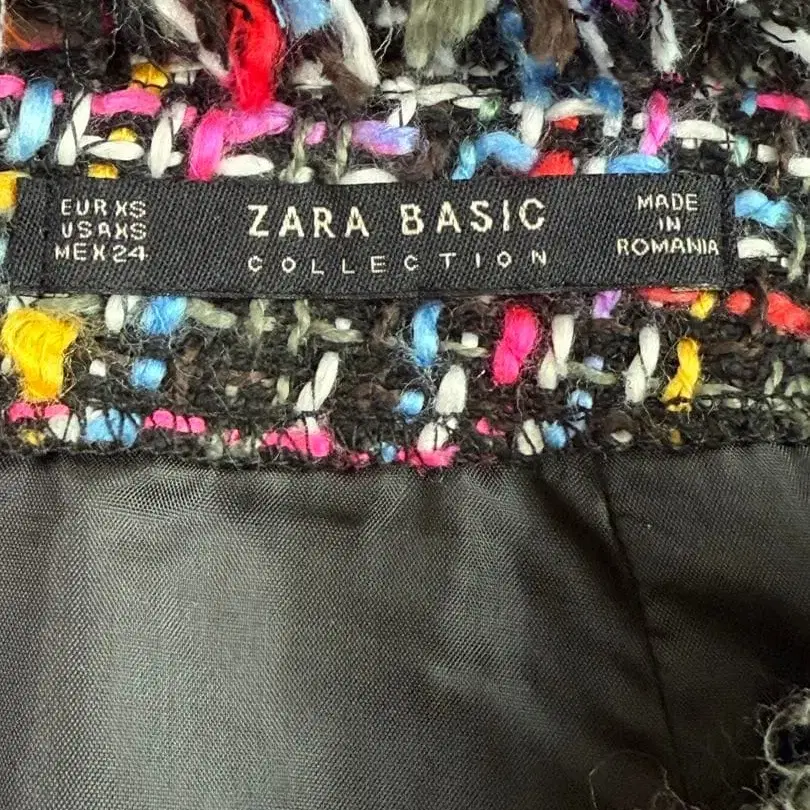 EUR XS
USA XS
MEX 24
ZARA BASIC
COLLECTION
MADE
IN
ROMANIA